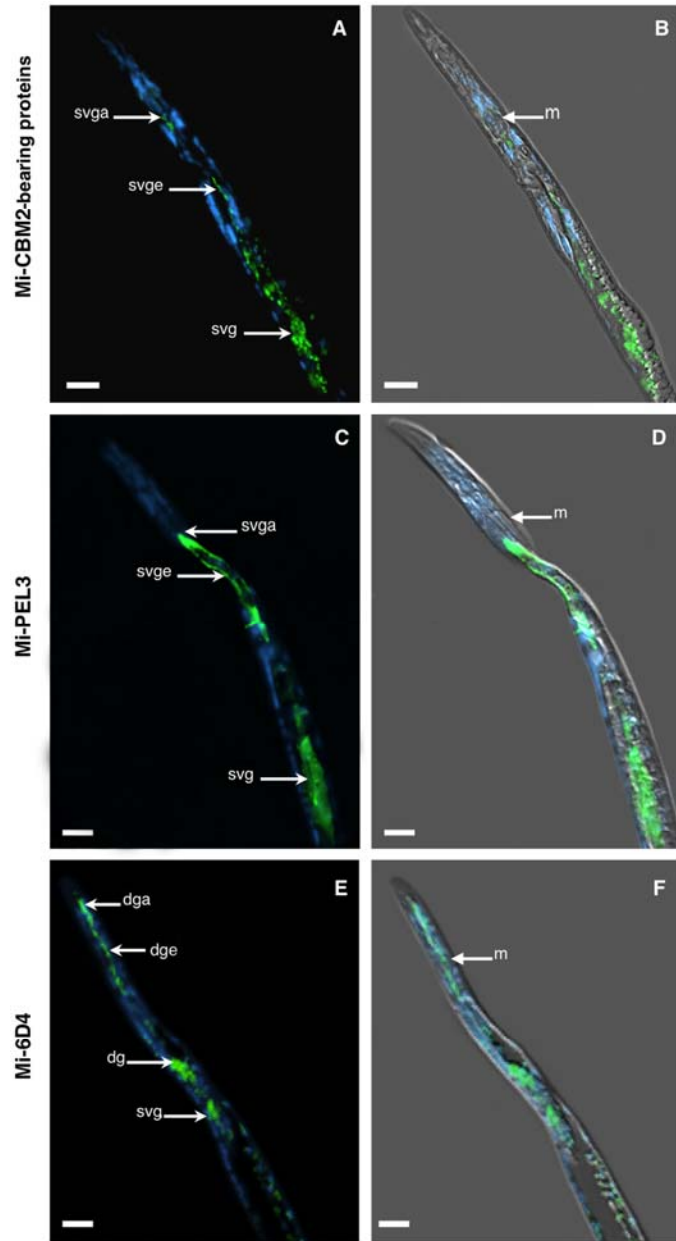 Mi-CBM2-bearing proteins
A
svga
svge
svg
B
m
Mi-PEL3
C
svga
svge
svg
D
m
Mi-6D4
E
dga
dge
dg
svg
F
m